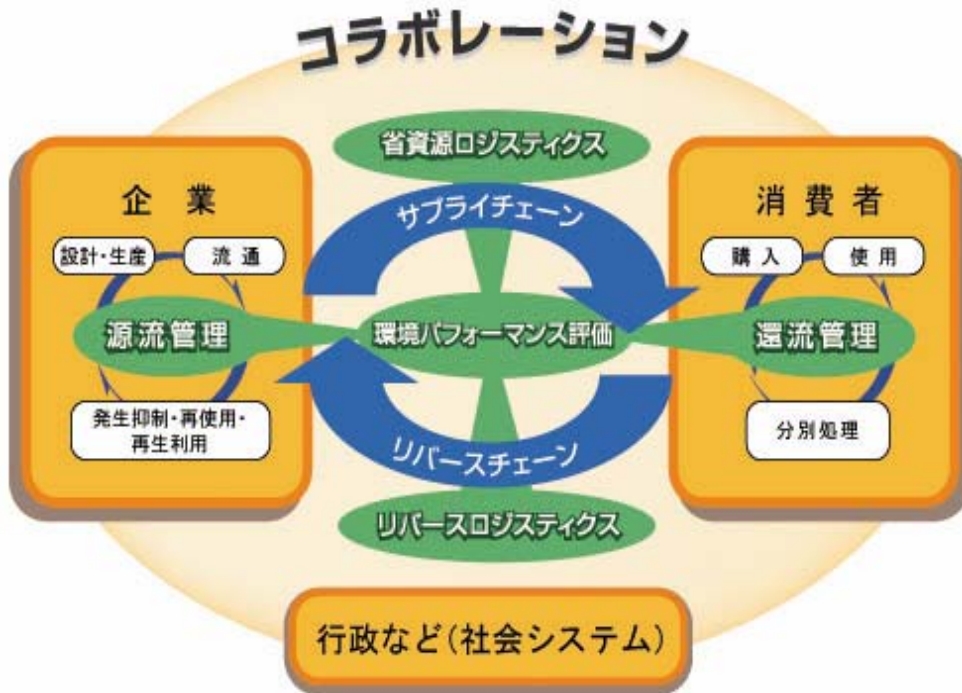 コラボレーション
省資源ロジスティクス
サプライチェーン
企業
設計・生産
流通
源流管理
発生抑制・再使用・
再生利用
環境パフォーマンス評価
消費者
購入
使用
還流管理
分別処理
リバースチェーン
リバースロジスティクス
行政など(社会システム)